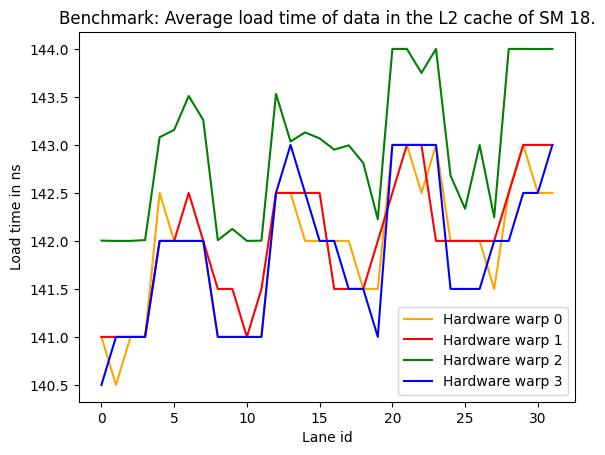 Benchmark: Average load time of data in the L2 cache of SM 18.
Load time in ns
144.0
143.5
143.0
142.5
142.0
141.5
141.0
140.5
Hardware warp 0
Hardware warp 1
Hardware warp 2
Hardware warp 3
0 5 10 15 20 25 30
Lane id